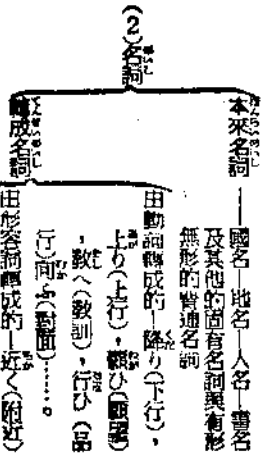 (2)名詞
本來名詞——國名—地名—人名—書名
及其他的固有名詞與有形
無形的普通名詞
轉成名詞
由動詞轉成的—降り(下行),
上り(上行),願ひ(願望)
,敎へ(敎訓),行ひ(品
行)向ふ(對面)……。
由形容詞轉成的—近く(附近)